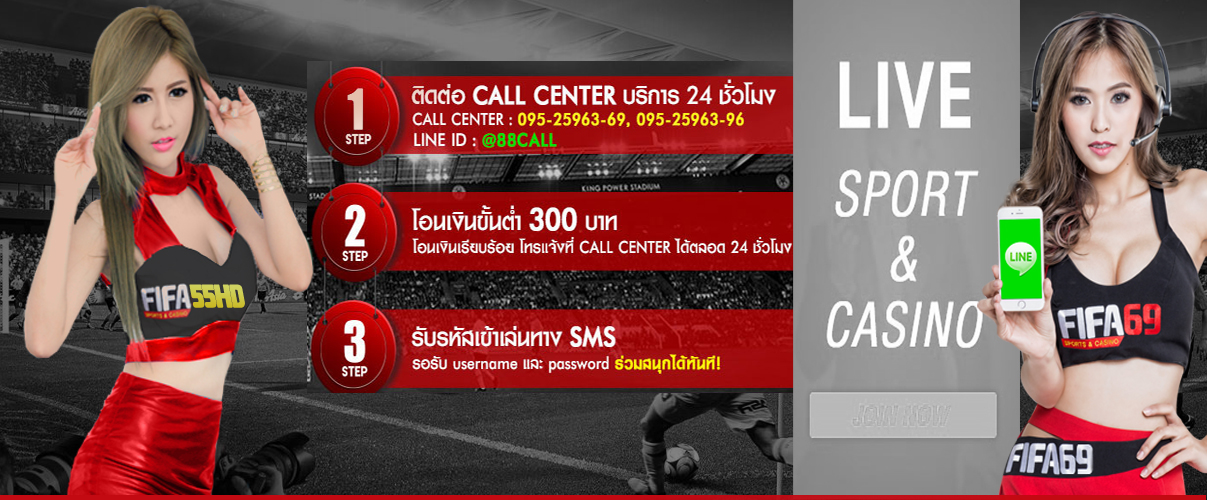 1
STEP
ติดต่อ CALL CENTER บริการ 24 ชั่วโมง
CALL CENTER : 095-25963-69, 095-25963-96
LINE ID : @88CALL
KING POWER STADIUM
2
STEP
โอนเงินขั้นต่ำ 300 บาท
โอนเงินเรียบร้อย โทรแจ้งที่ CALL CENTER ได้ตลอด 24 ชั่วโมง
3
STEP
รับรหัสเข้าเล่นทาง SMS
รอรับ username และ password ร่วมสนุกได้ทันที!
FIFA55HD
SPORTS & CASINO
LIVE
SPORT
&
CASINO
JOIN NOW
LINE
FIFA69
ESPORTS & CASINO
FIFA69